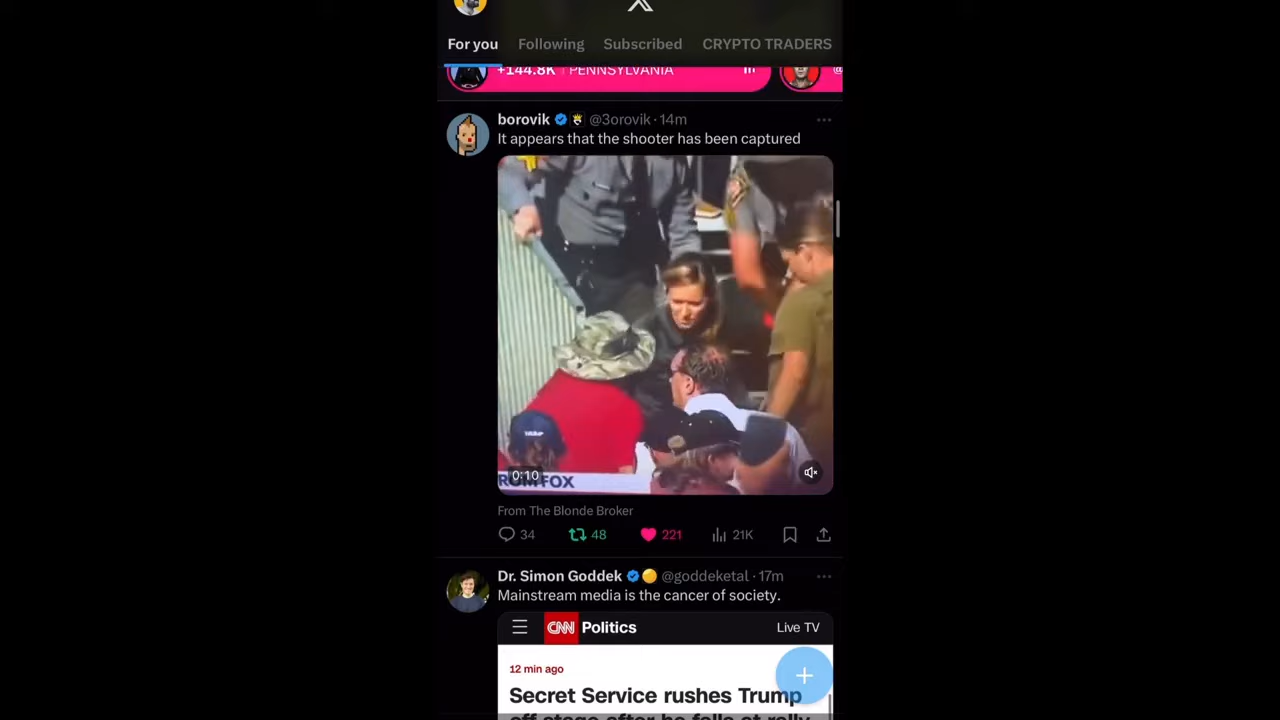 X
For you
Following
Subscribed
CRYPTO TRADERS
+144.8K | PENNSYLVANIA
@
borovik @3orovik · 14m
It appears that the shooter has been captured
0:10
FOX
From The Blonde Broker
34
48
221
21K
Dr. Simon Goddek @goddeketal · 17m
Mainstream media is the cancer of society.
CNN Politics
Live TV
12 min ago
Secret Service rushes Trump
off stage after he falls at rally